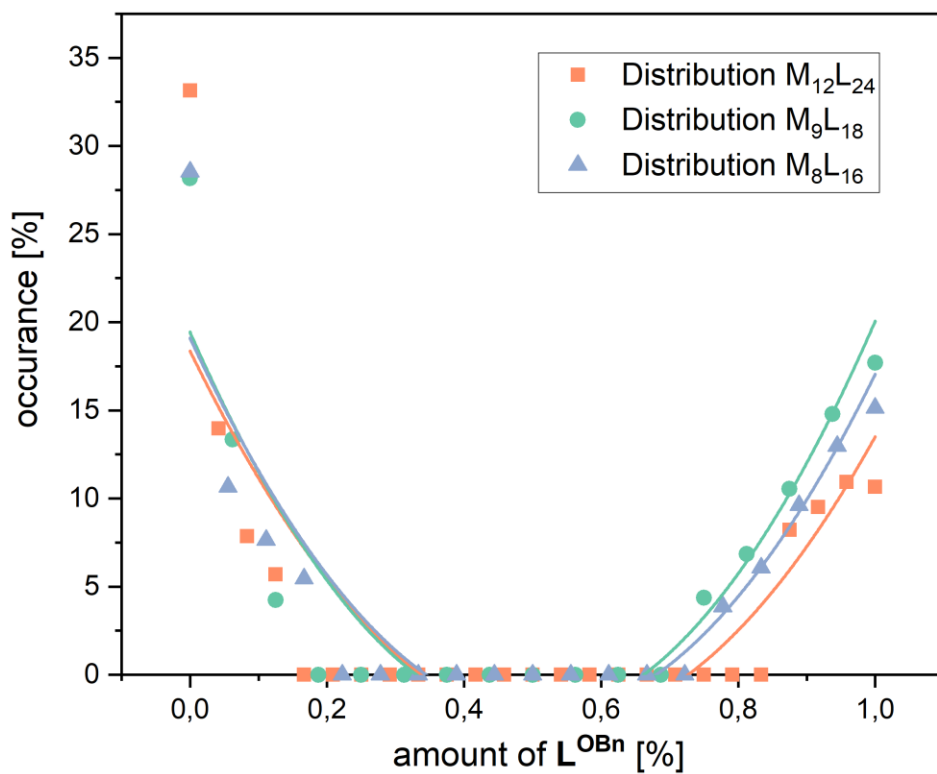 35
30
25
20
15
10
5
0
occurance [%]
Distribution M₁₂L₂₄
Distribution M₉L₁₈
Distribution M₈L₁₆
0,0 0,2 0,4 0,6 0,8 1,0
amount of L^OBn [%]